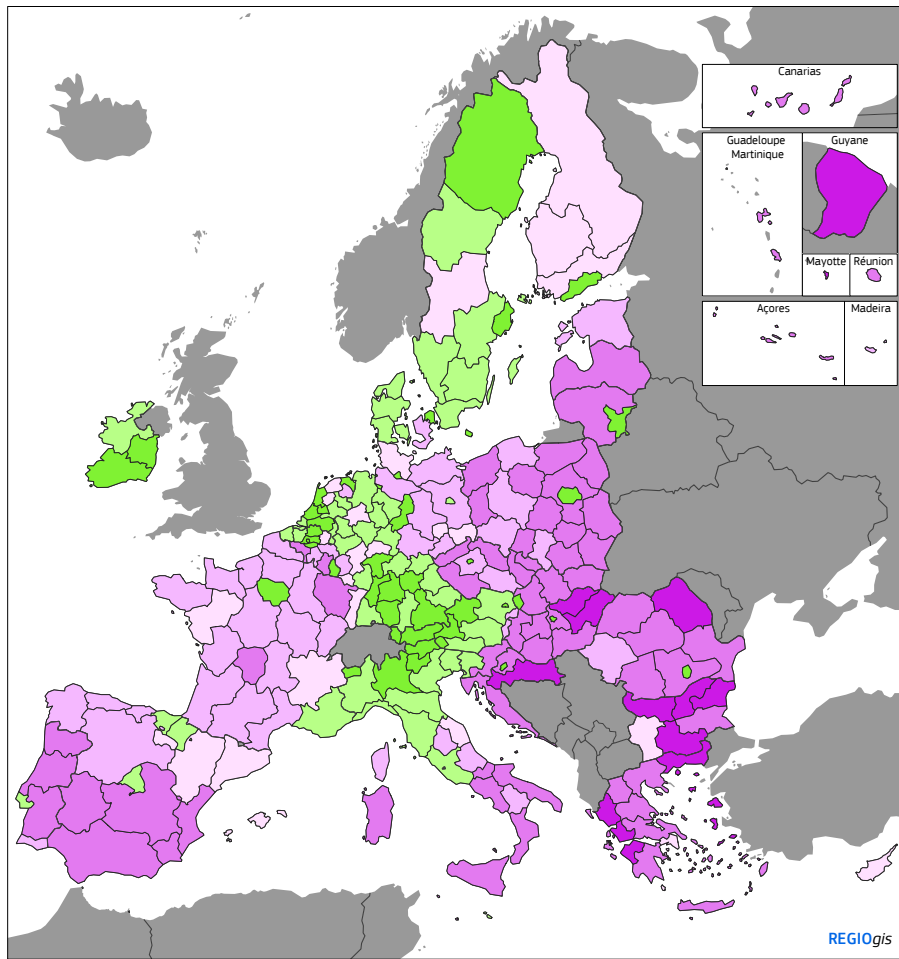 Canarias
Guadeloupe
Martinique
Guyane
Mayotte
Réunion
Açores
Madeira
REGIOgis